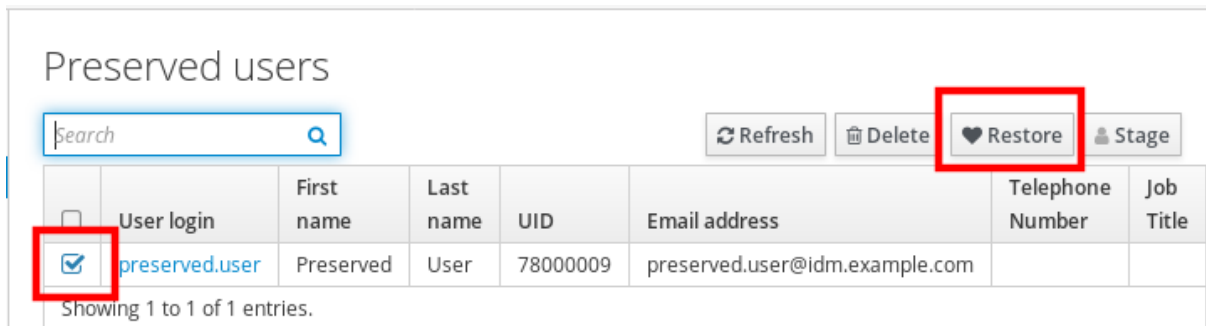 Preserved users
Search Refresh Delete Restore Stage
User login First name Last name UID Email address Telephone Number Job Title
preserved.user Preserved User 78000009 preserved.user@idm.example.com
Showing 1 to 1 of 1 entries.